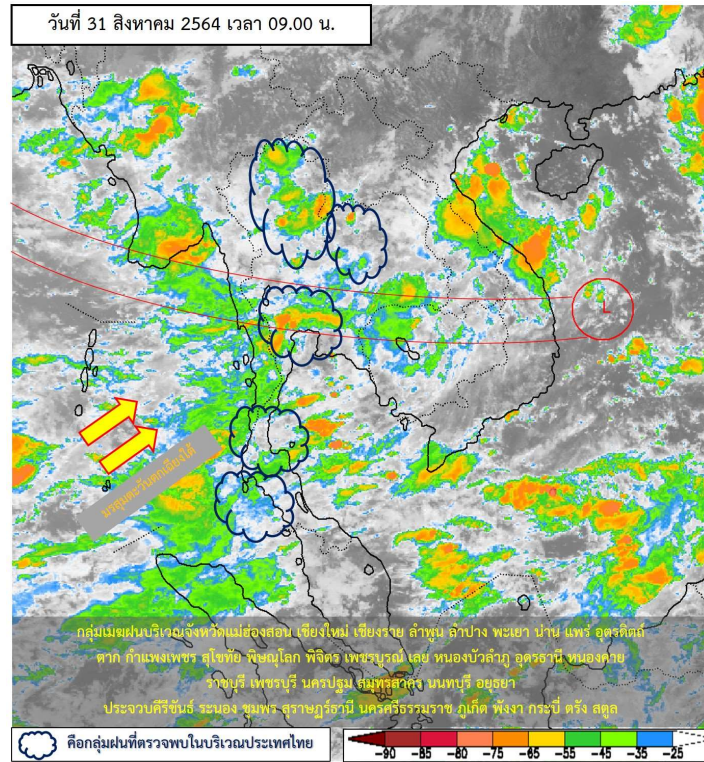 วันที่ 31 สิงหาคม 2564 เวลา 09.00 น.
L
มรสุมตะวันตกเฉียงใต้
กลุ่มเมฆฝนบริเวณจังหวัดแม่ฮ่องสอน เชียงใหม่ เชียงราย ลำพูน ลำปาง พะเยา น่าน แพร่ อุตรดิตถ์
ตาก กำแพงเพชร สุโขทัย พิษณุโลก พิจิตร เพชรบูรณ์ เลย หนองบัวลำภู อุดรธานี หนองคาย
ราชบุรี เพชรบุรี นครปฐม สมุทรสาคร นนทบุรี อยุธยา
ประจวบคีรีขันธ์ ระนอง ชุมพร สุราษฎร์ธานี นครศรีธรรมราช ภูเก็ต พังงา กระบี่ ตรัง สตูล
คือกลุ่มฝนที่ตรวจพบในบริเวณประเทศไทย
-90 -85 -80 -75 -65 -55 -45 -35 -25